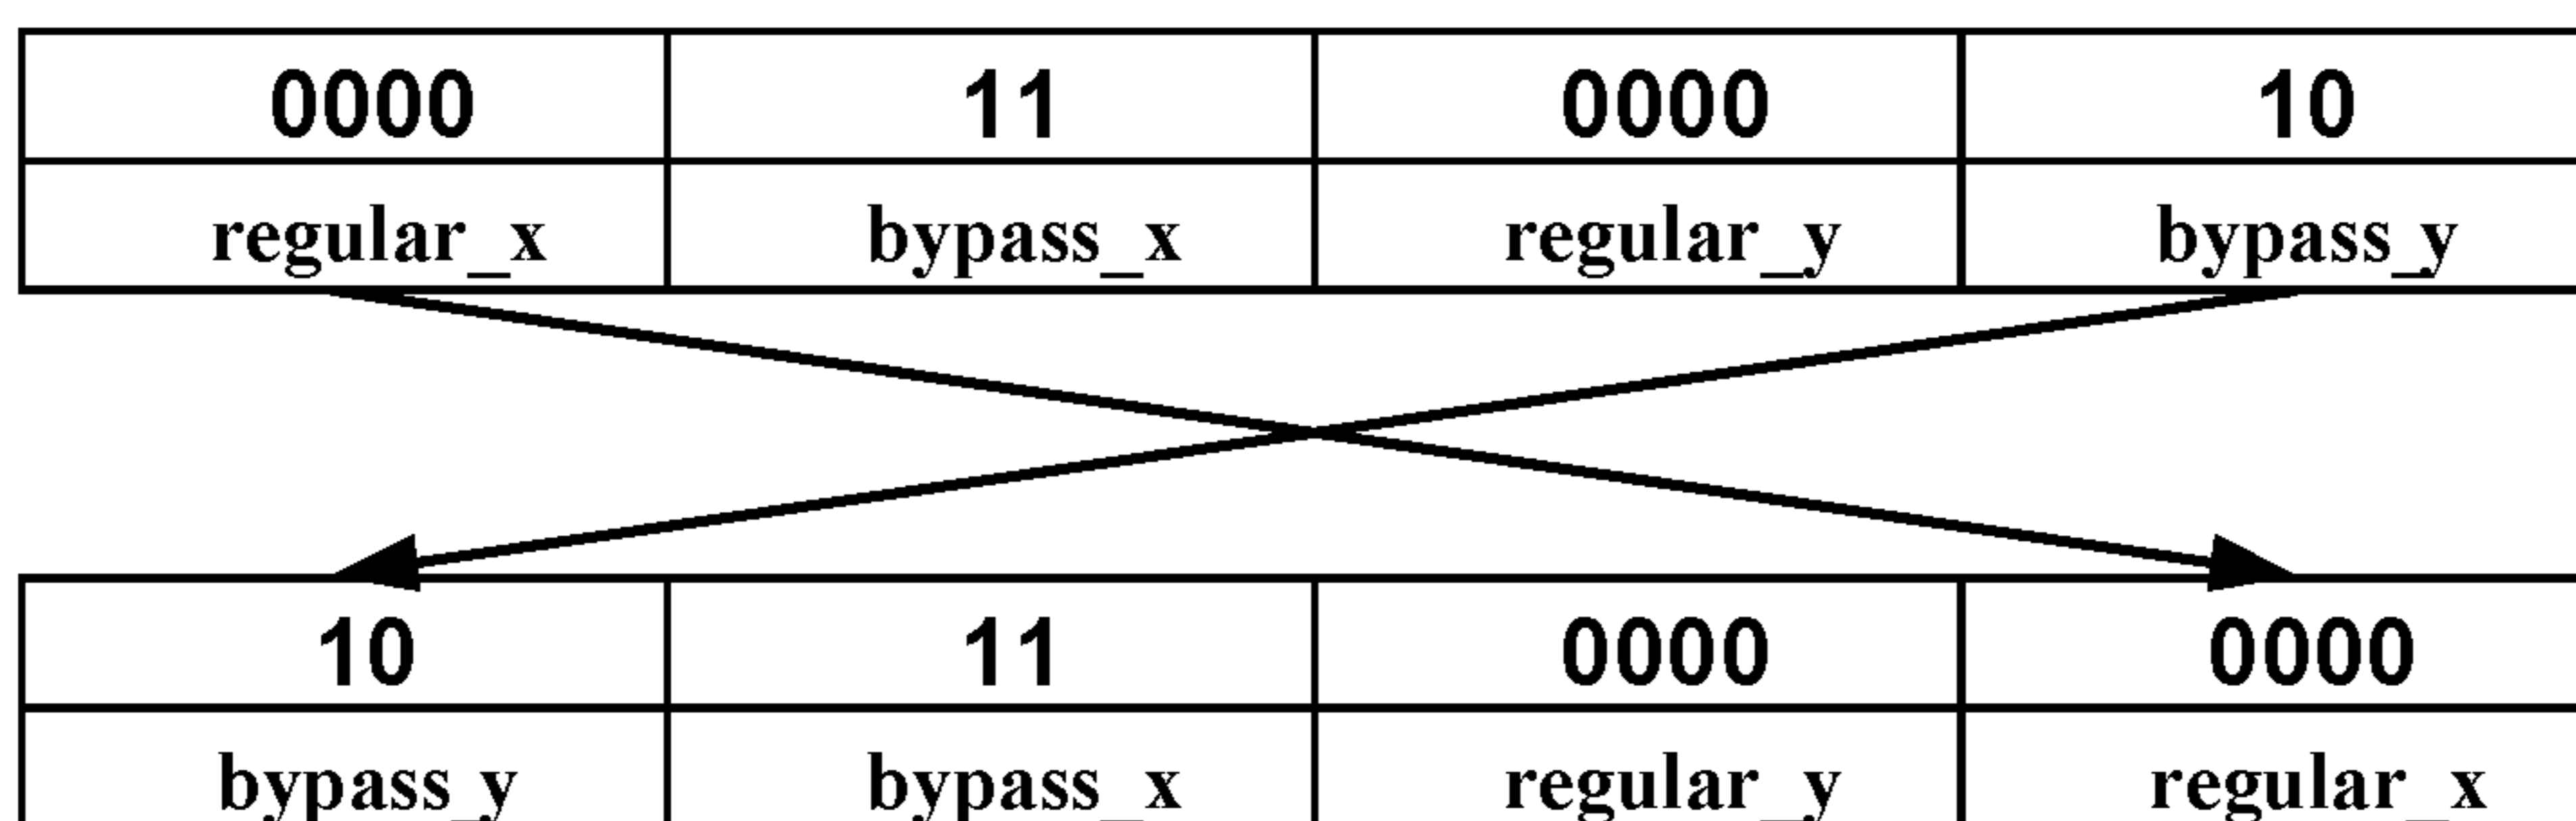 0000 11 0000 10
regular_x bypass_x regular_y bypass_y
10 11 0000 0000
bypass_y bypass_x regular_y regular_x